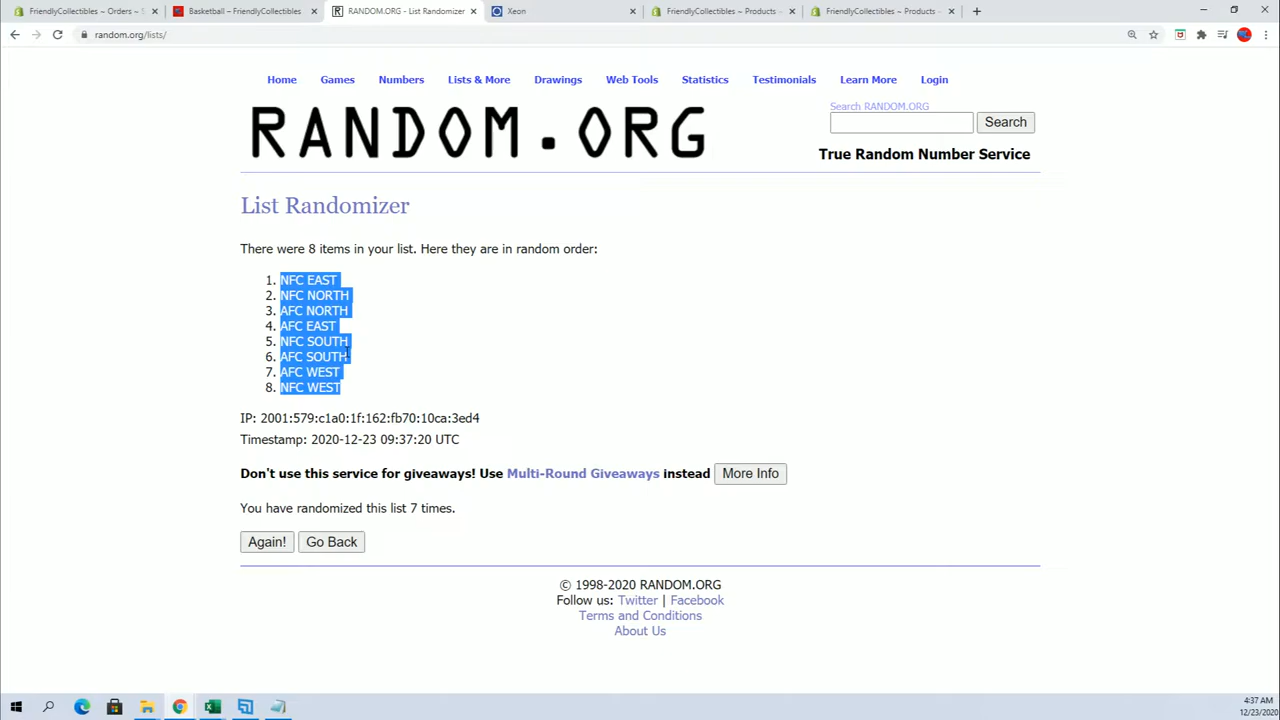 FriendlyCollectibles ~ Orders ~ S
Basketball – FriendlyCollectibles
RANDOM.ORG - List Randomizer
Xeon
FriendlyCollectibles ~ Products ~
FriendlyCollectibles ~ Products ~
random.org/lists/
Home Games Numbers Lists & More Drawings Web Tools Statistics Testimonials Learn More Login
RANDOM.ORG
Search RANDOM.ORG
Search
True Random Number Service
List Randomizer
There were 8 items in your list. Here they are in random order:
1. NFC EAST
2. NFC NORTH
3. AFC NORTH
4. AFC EAST
5. NFC SOUTH
6. AFC SOUTH
7. AFC WEST
8. NFC WEST
IP: 2001:579:c1a0:1f:162:fb70:10ca:3ed4
Timestamp: 2020-12-23 09:37:20 UTC
Don't use this service for giveaways! Use Multi-Round Giveaways instead More Info
You have randomized this list 7 times.
Again! Go Back
© 1998-2020 RANDOM.ORG
Follow us: Twitter | Facebook
Terms and Conditions
About Us
4:37 AM
12/23/2020